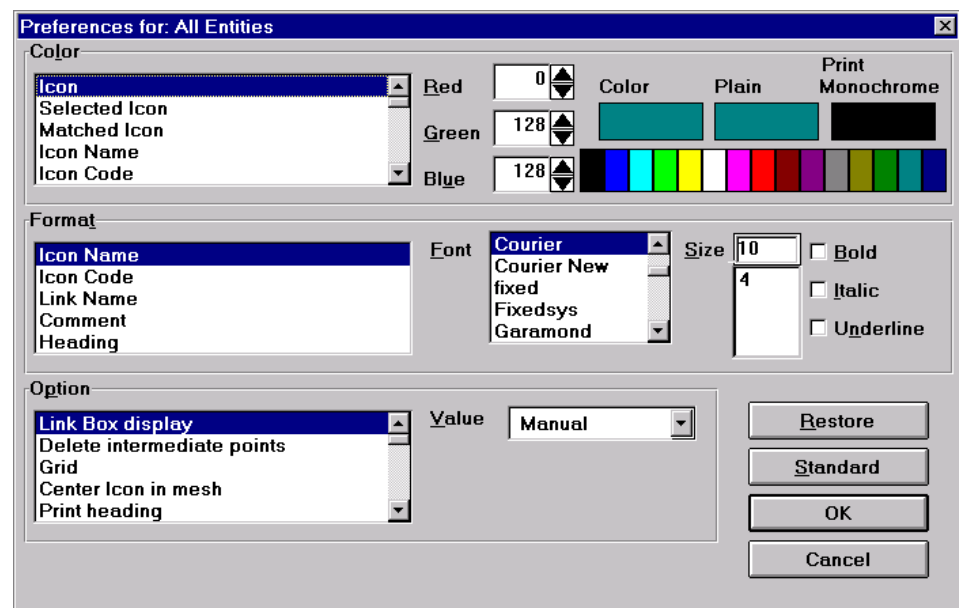 Preferences for: All Entities
Color
Icon
Selected Icon
Matched Icon
Icon Name
Icon Code
Red 0
Green 128
Blue 128
Color
Plain
Print
Monochrome
Format
Icon Name
Icon Code
Link Name
Comment
Heading
Font
Courier
Courier New
fixed
Fixedsys
Garamond
Size 10
4
Bold
Italic
Underline
Option
Link Box display
Delete intermediate points
Grid
Center Icon in mesh
Print heading
Value Manual
Restore
Standard
OK
Cancel